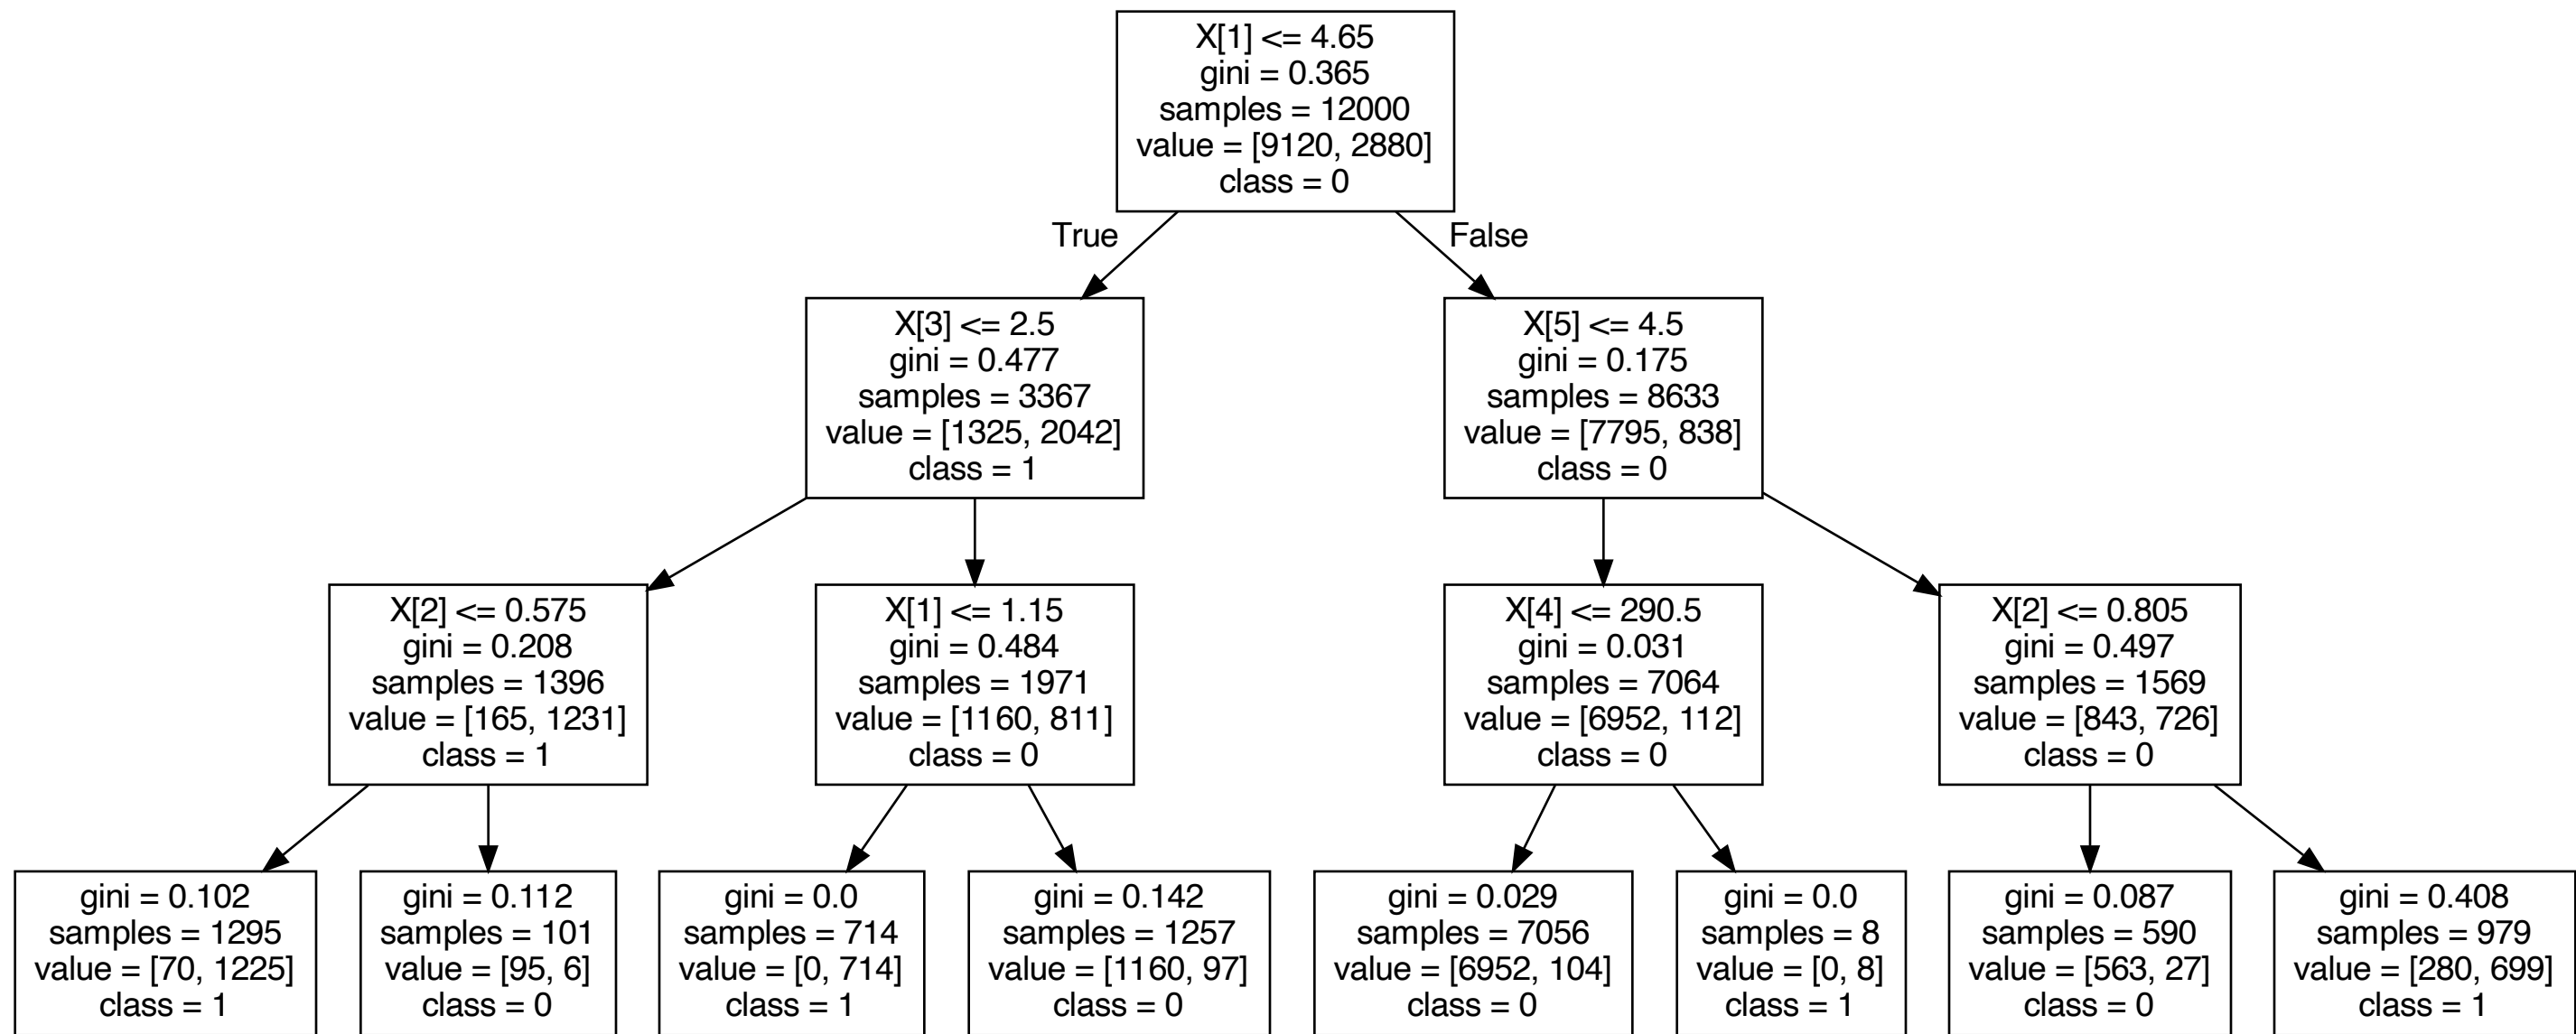 X[1] <= 4.65
gini = 0.365
samples = 12000
value = [9120, 2880]
class = 0
True
False
X[3] <= 2.5
gini = 0.477
samples = 3367
value = [1325, 2042]
class = 1
X[5] <= 4.5
gini = 0.175
samples = 8633
value = [7795, 838]
class = 0
X[2] <= 0.575
gini = 0.208
samples = 1396
value = [165, 1231]
class = 1
X[1] <= 1.15
gini = 0.484
samples = 1971
value = [1160, 811]
class = 0
X[4] <= 290.5
gini = 0.031
samples = 7064
value = [6952, 112]
class = 0
X[2] <= 0.805
gini = 0.497
samples = 1569
value = [843, 726]
class = 0
gini = 0.102
samples = 1295
value = [70, 1225]
class = 1
gini = 0.112
samples = 101
value = [95, 6]
class = 0
gini = 0.0
samples = 714
value = [0, 714]
class = 1
gini = 0.142
samples = 1257
value = [1160, 97]
class = 0
gini = 0.029
samples = 7056
value = [6952, 104]
class = 0
gini = 0.0
samples = 8
value = [0, 8]
class = 1
gini = 0.087
samples = 590
value = [563, 27]
class = 0
gini = 0.408
samples = 979
value = [280, 699]
class = 1